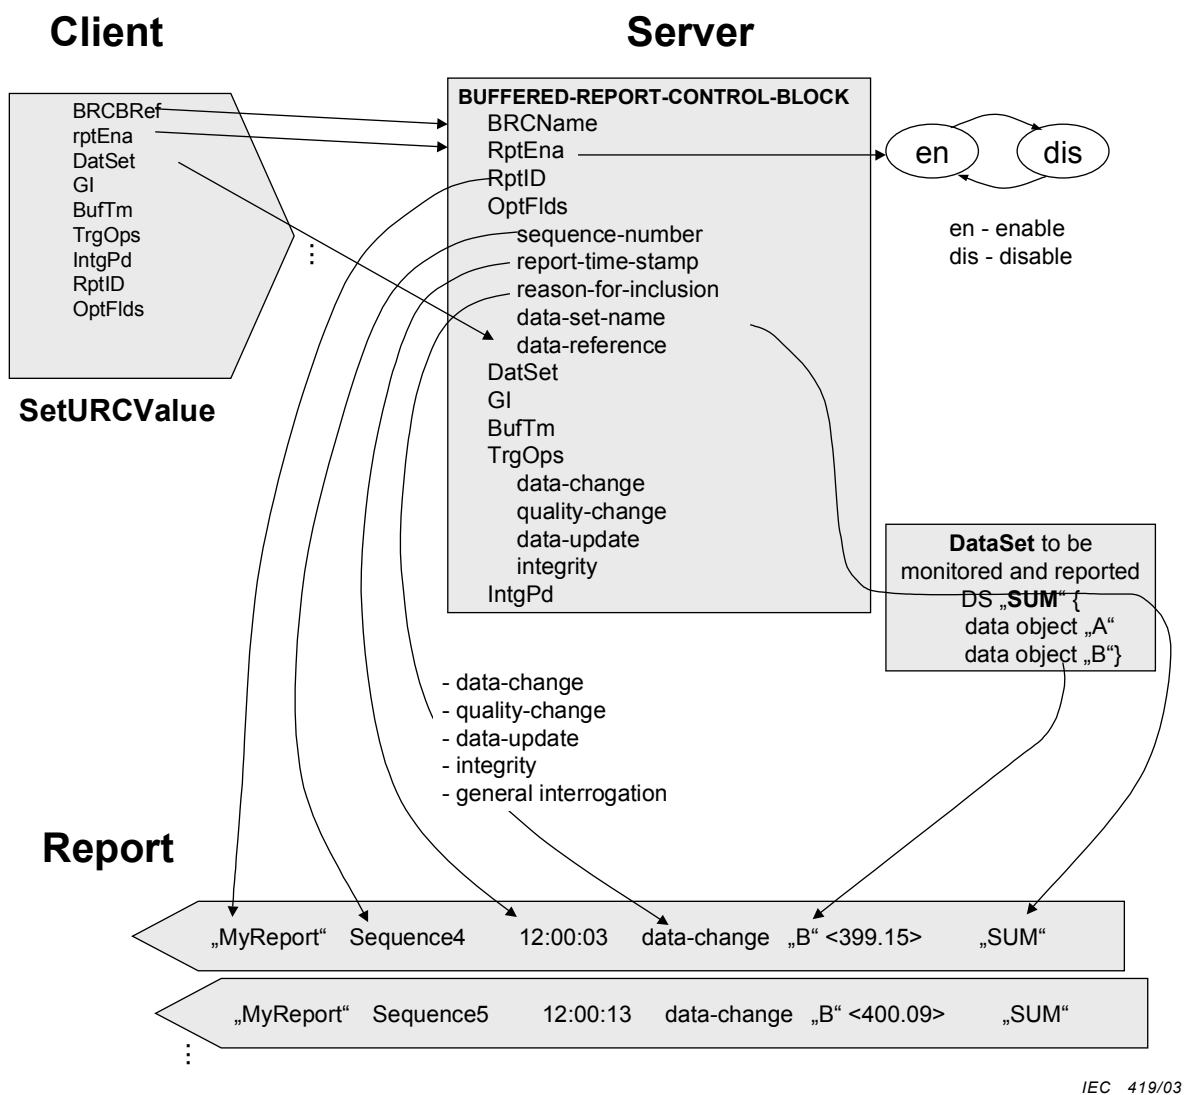 Client
Server
BRCBRef
rptEna
DatSet
GI
BufTm
TrgOps
IntgPd
RptID
OptFlds
⋮
SetURCValue
BUFFERED-REPORT-CONTROL-BLOCK
BRCName
RptEna
RptID
OptFlds
sequence-number
report-time-stamp
reason-for-inclusion
data-set-name
data-reference
DatSet
GI
BufTm
TrgOps
data-change
quality-change
data-update
integrity
IntgPd
en
dis
en - enable
dis - disable
DataSet to be
monitored and reported
DS „SUM“ {
data object „A“
data object „B“}
- data-change
- quality-change
- data-update
- integrity
- general interrogation
Report
„MyReport“ Sequence4 12:00:03 data-change „B“ <399.15> „SUM“
„MyReport“ Sequence5 12:00:13 data-change „B“ <400.09> „SUM“
⋮
IEC 419/03